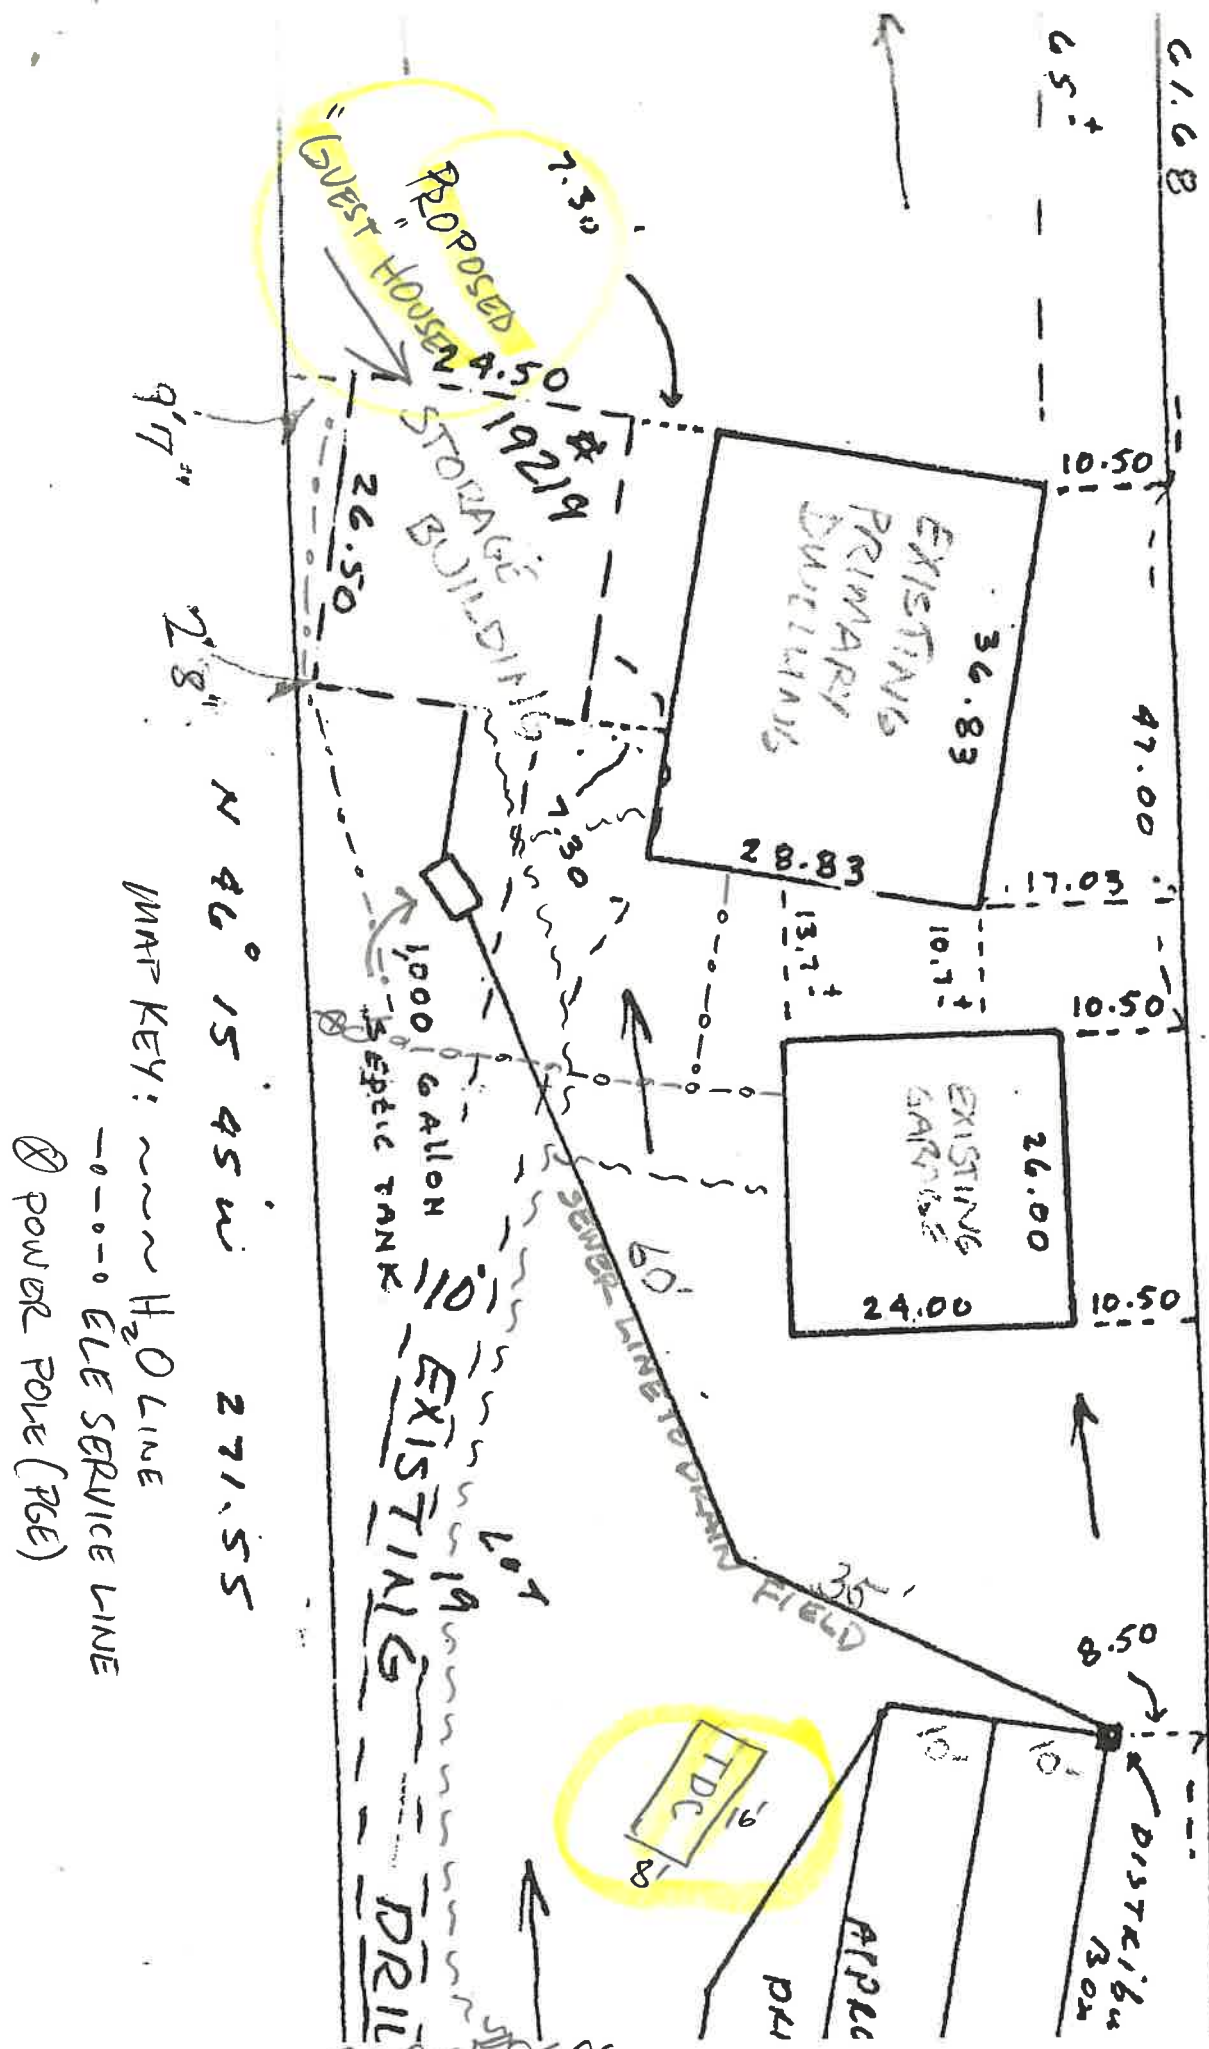 61.68
65±
47.00
10.50
17.03
10.50
10.50
8.50
DISTRIBU
BOX
7.30
PROPOSED
"GUEST HOUSE"
24.50
#
19219
STORAGE
BUILDING
26.50
9'7"
2'8"
EXISTING
PRIMARY
DWELLING
36.83
28.83
7.30
13.7±
10.7±
EXISTING
GARAGE
26.00
24.00
1,000 GALLON
SEPTIC TANK
110'
60'
SEWER LINE TO DRAIN FIELD
35'
10'
10'
LOT
19
TDC
16'
8'
EXISTING DRI
N 46° 15 45 W 271.55
MAP KEY: ~~~~ H₂O LINE
-o-o-o ELE SERVICE LINE
⊗ POWER POLE (PGE)